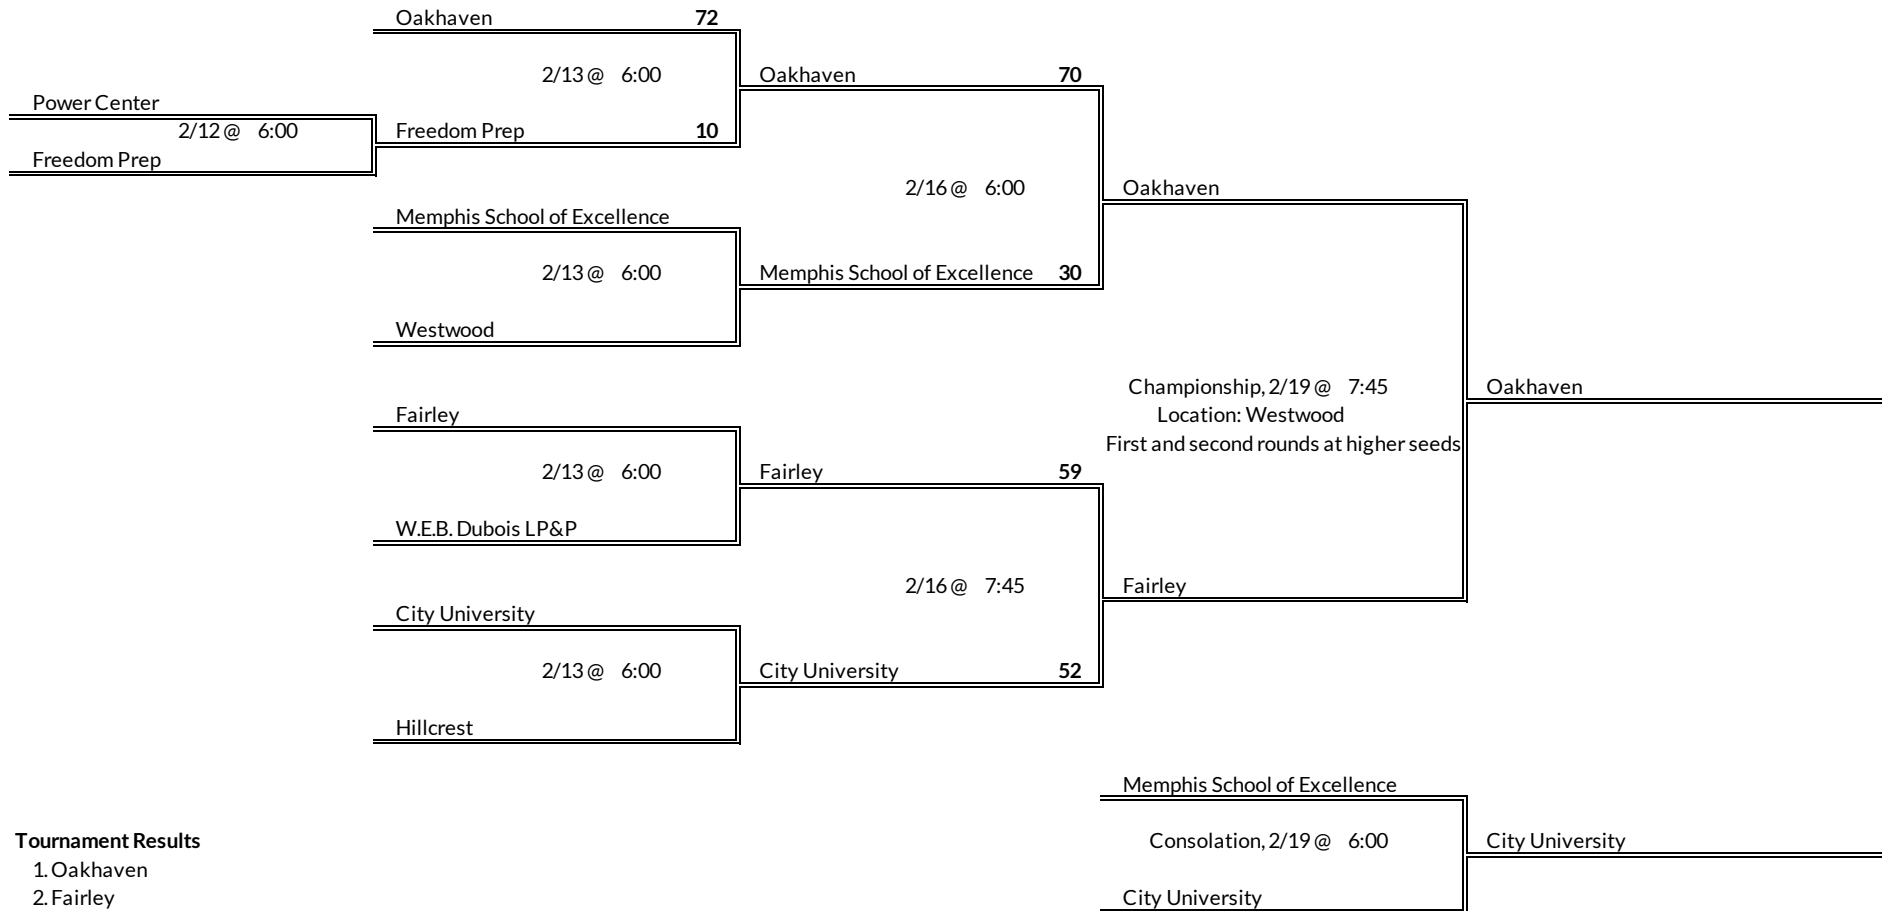 Oakhaven 72
2/13 @ 6:00
Oakhaven 70
Power Center
2/12 @ 6:00
Freedom Prep 10
Freedom Prep
2/16 @ 6:00
Oakhaven
Memphis School of Excellence
2/13 @ 6:00
Memphis School of Excellence 30
Westwood
Championship, 2/19 @ 7:45
Oakhaven
Fairley
Location: Westwood
First and second rounds at higher seeds
2/13 @ 6:00
Fairley 59
W.E.B. Dubois LP&P
2/16 @ 7:45
Fairley
City University
2/13 @ 6:00
City University 52
Hillcrest
Memphis School of Excellence
Tournament Results
Consolation, 2/19 @ 6:00
City University
1. Oakhaven
2. Fairley
City University